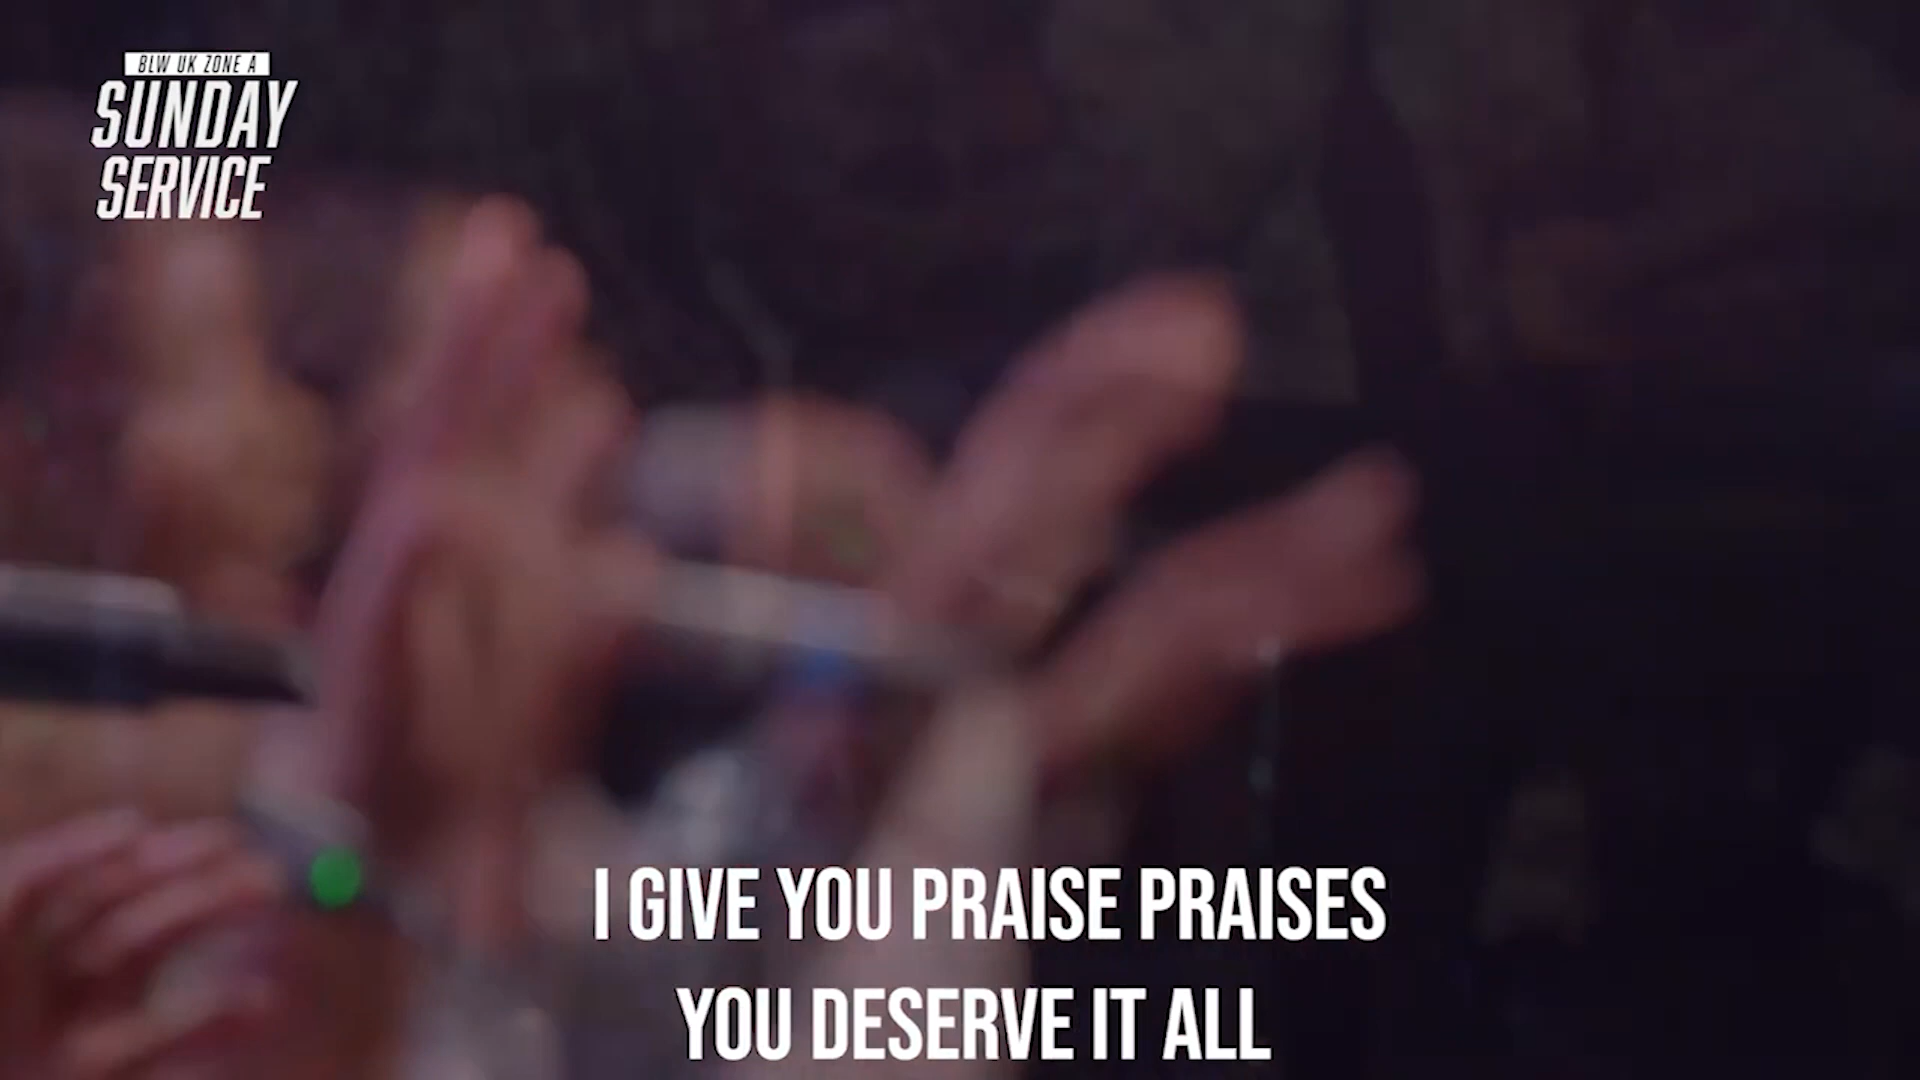 BLW UK ZONE A
SUNDAY
SERVICE
I GIVE YOU PRAISE PRAISES
YOU DESERVE IT ALL